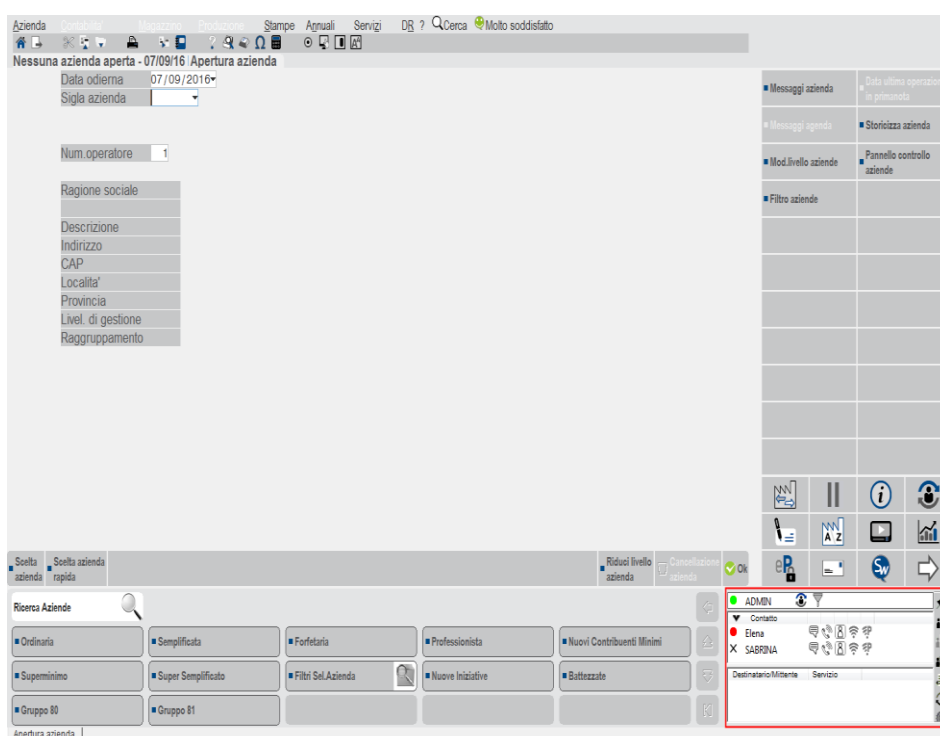 Azienda Contabilita' Magazzino Produzione Stampe Annuali Servizi DR ? Cerca Molto soddisfatto
Nessuna azienda aperta - 07/09/16 Apertura azienda
Data odierna 07/09/2016
Sigla azienda
Num.operatore 1
Ragione sociale
Descrizione
Indirizzo
CAP
Localita'
Provincia
Livel. di gestione
Raggruppamento
Messaggi azienda
Data ultima operazion
in primanota
Messaggi agenda
Storicizza azienda
Mod.livello aziende
Pannello controllo
aziende
Filtro aziende
Scelta
azienda
Scelta azienda
rapida
Riduci livello
azienda
Cancellazione
azienda
Ok
Ricerca Aziende
Ordinaria
Semplificata
Forfetaria
Professionista
Nuovi Contribuenti Minimi
Superminimo
Super Semplificato
Filtri Sel.Azienda
Nuove Iniziative
Battezzate
Gruppo 80
Gruppo 81
ADMIN
Contatto
Elena
SABRINA
Destinatario/Mittente Servizio
Apertura azienda